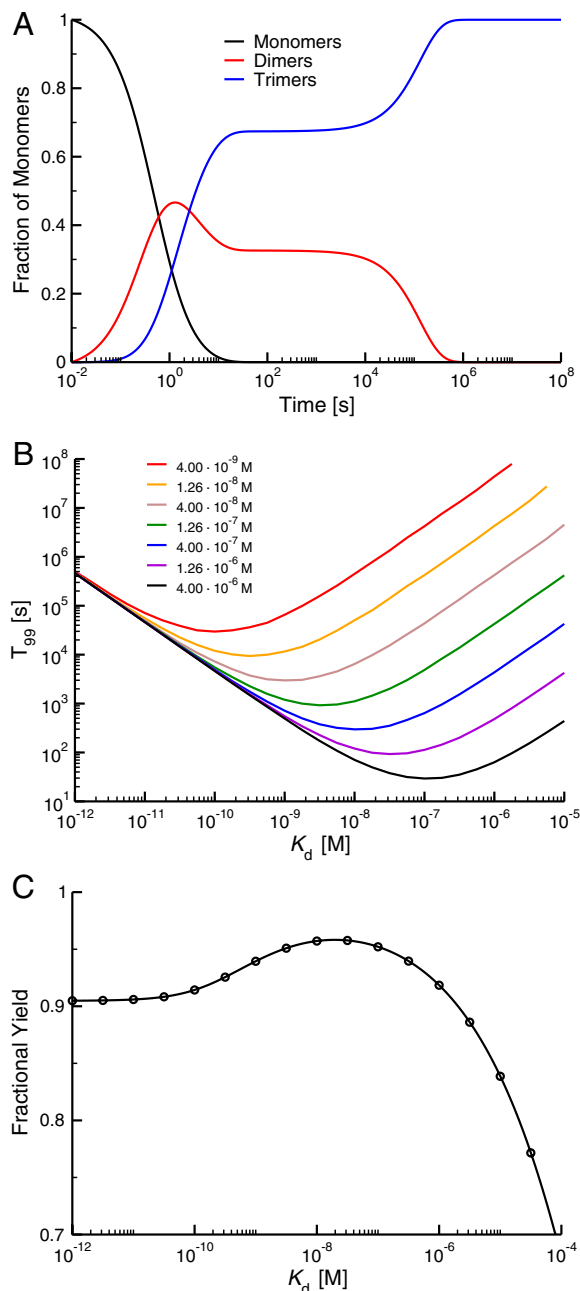 A
Monomers
Dimers
Trimers
Fraction of Monomers
1
0.8
0.6
0.4
0.2
0
10⁻² 10⁰ 10² 10⁴ 10⁶ 10⁸
Time [s]
B
4.00 · 10⁻⁹ M
1.26 · 10⁻⁸ M
4.00 · 10⁻⁸ M
1.26 · 10⁻⁷ M
4.00 · 10⁻⁷ M
1.26 · 10⁻⁶ M
4.00 · 10⁻⁶ M
T₉₉ [s]
10⁸
10⁷
10⁶
10⁵
10⁴
10³
10²
10¹
10⁻¹² 10⁻¹¹ 10⁻¹⁰ 10⁻⁹ 10⁻⁸ 10⁻⁷ 10⁻⁶ 10⁻⁵
K_d [M]
C
Fractional Yield
1
0.9
0.8
0.7
10⁻¹² 10⁻¹⁰ 10⁻⁸ 10⁻⁶ 10⁻⁴
K_d [M]